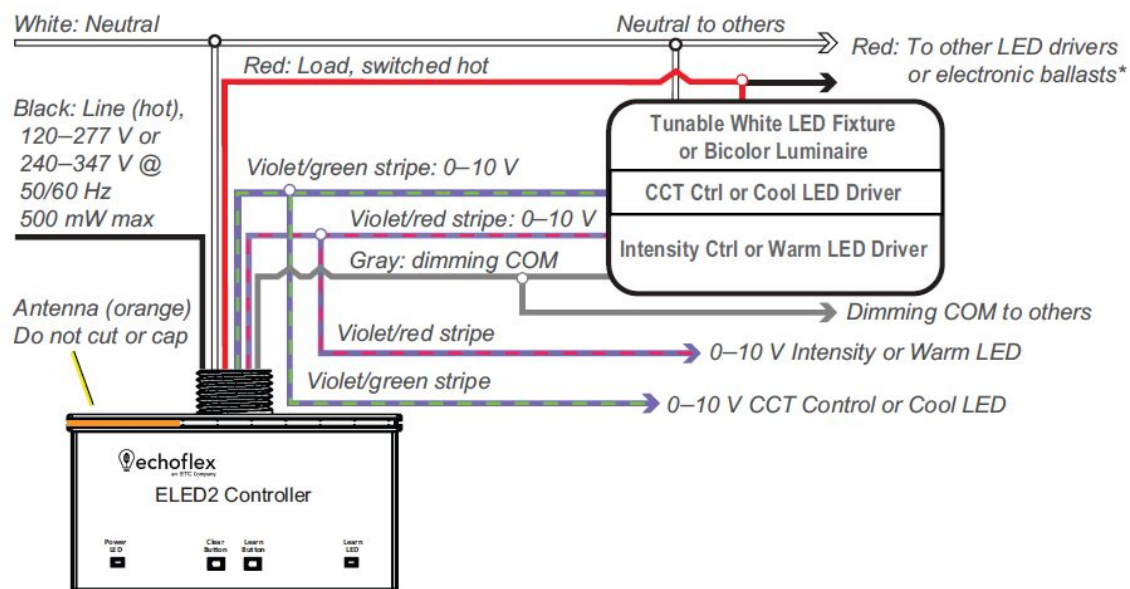 White: Neutral
Neutral to others
Red: To other LED drivers
or electronic ballasts*
Red: Load, switched hot
Black: Line (hot),
120–277 V or
240–347 V @
50/60 Hz
500 mW max
Tunable White LED Fixture
or Bicolor Luminaire
Violet/green stripe: 0–10 V
CCT Ctrl or Cool LED Driver
Violet/red stripe: 0–10 V
Intensity Ctrl or Warm LED Driver
Gray: dimming COM
Antenna (orange)
Do not cut or cap
Dimming COM to others
Violet/red stripe
0–10 V Intensity or Warm LED
Violet/green stripe
0–10 V CCT Control or Cool LED
echoflex
an ETC Company
ELED2 Controller
Power
LED
Clear
Button
Learn
Button
Learn
LED